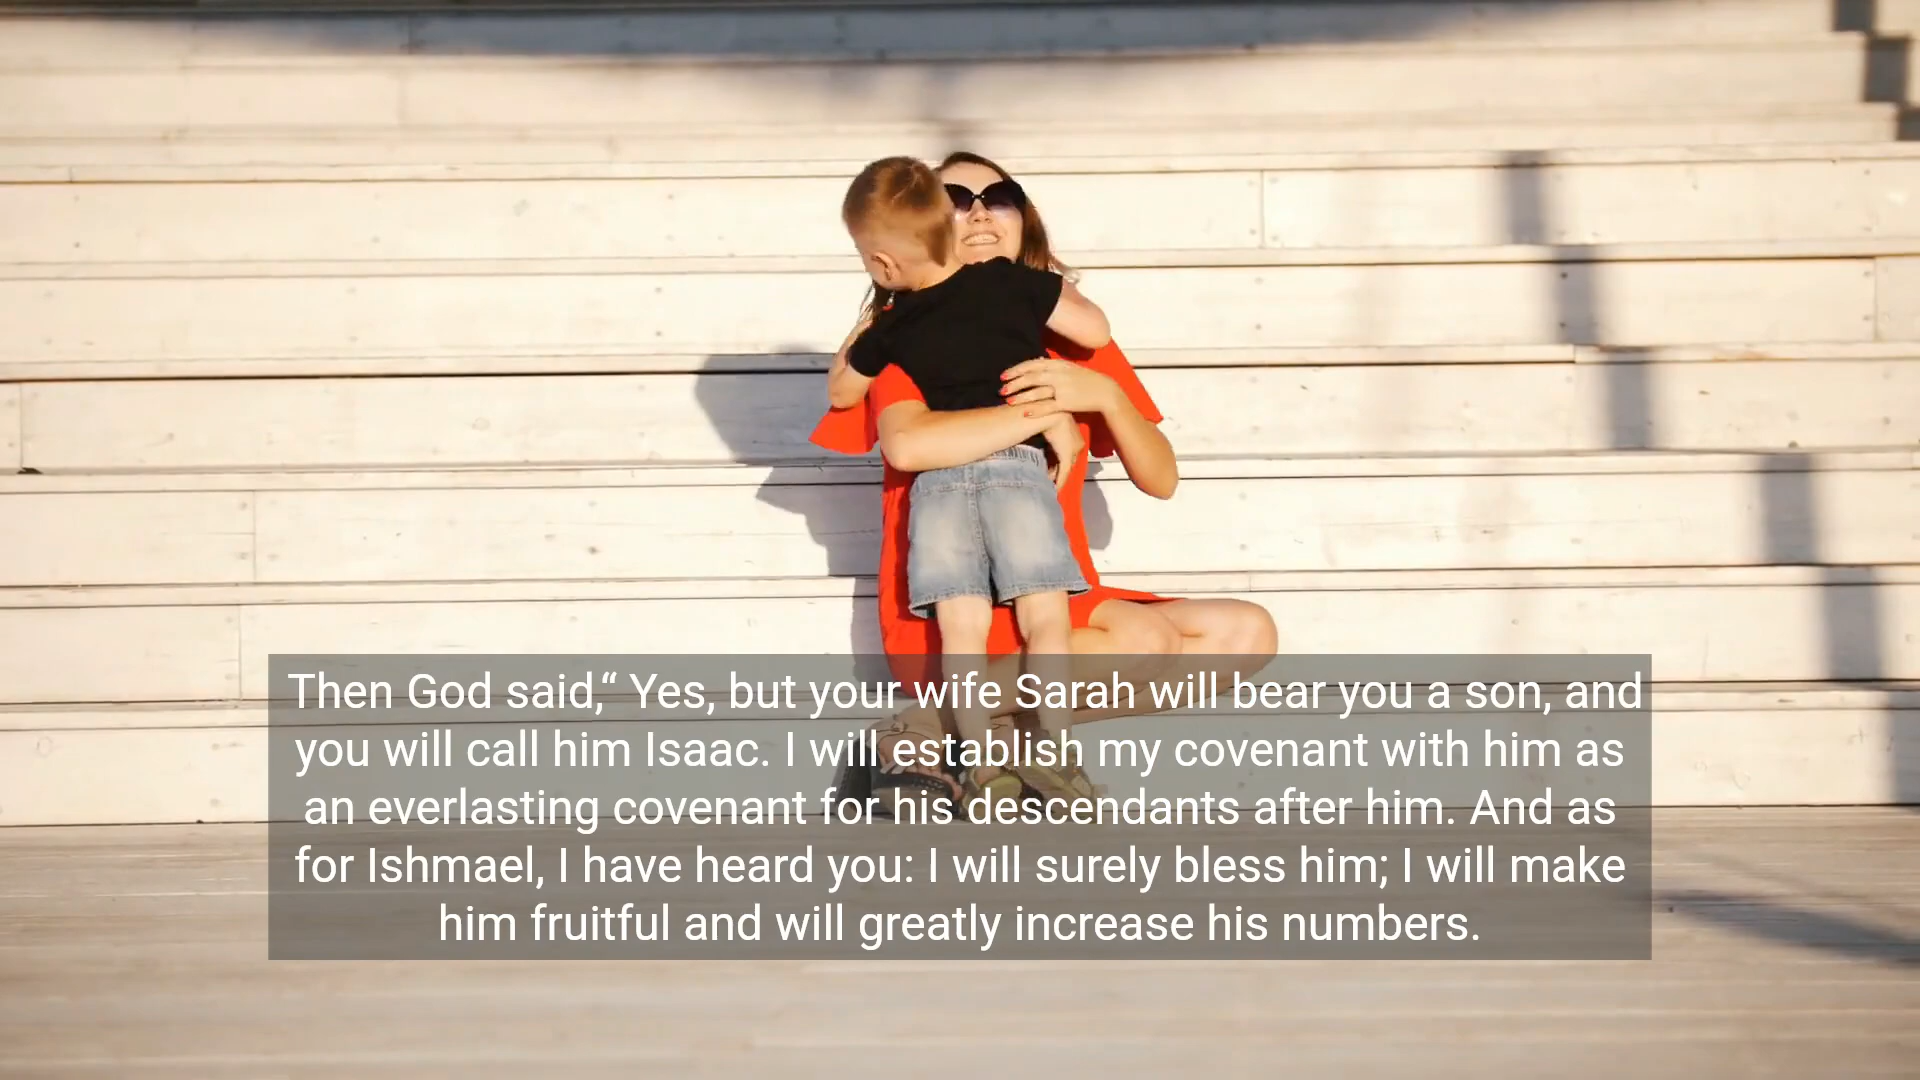 Then God said,“ Yes, but your wife Sarah will bear you a son, and
you will call him Isaac. I will establish my covenant with him as
an everlasting covenant for his descendants after him. And as
for Ishmael, I have heard you: I will surely bless him; I will make
him fruitful and will greatly increase his numbers.